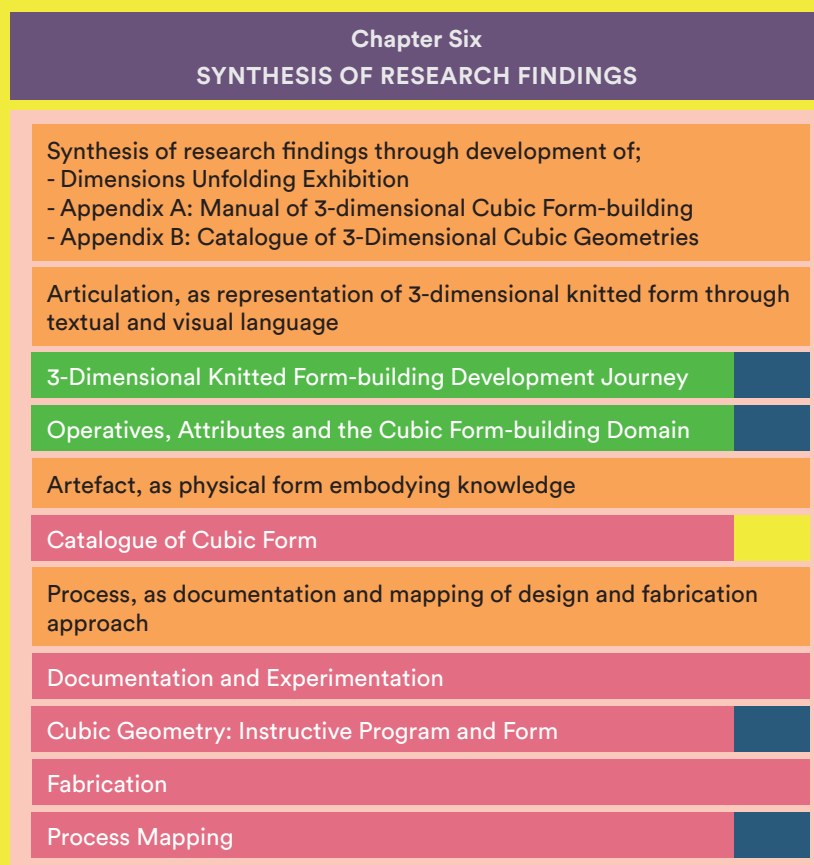 Chapter Six
SYNTHESIS OF RESEARCH FINDINGS
Synthesis of research findings through development of;
- Dimensions Unfolding Exhibition
- Appendix A: Manual of 3-dimensional Cubic Form-building
- Appendix B: Catalogue of 3-Dimensional Cubic Geometries
Articulation, as representation of 3-dimensional knitted form through
textual and visual language
3-Dimensional Knitted Form-building Development Journey
Operatives, Attributes and the Cubic Form-building Domain
Artefact, as physical form embodying knowledge
Catalogue of Cubic Form
Process, as documentation and mapping of design and fabrication
approach
Documentation and Experimentation
Cubic Geometry: Instructive Program and Form
Fabrication
Process Mapping